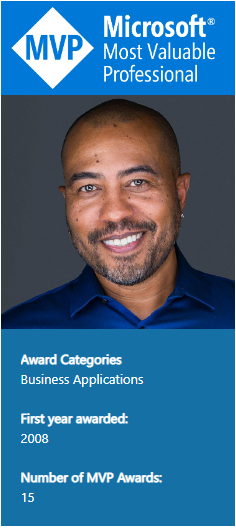 MVP
Microsoft®
Most Valuable
Professional
Award Categories
Business Applications
First year awarded:
2008
Number of MVP Awards:
15